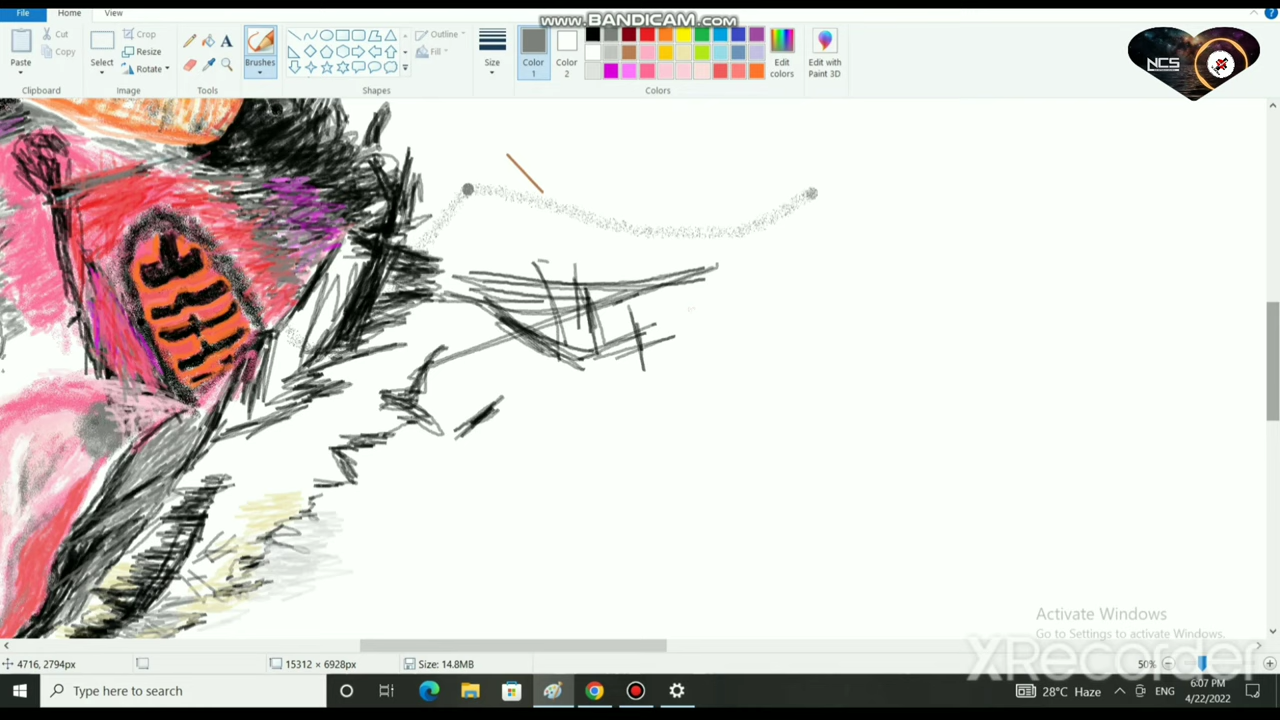 www.BANDICAM.com
File
Home
View
Paste
Cut
Copy
Clipboard
Select
Crop
Resize
Rotate
Image
A
Tools
Brushes
Outline
Fill
Shapes
Size
Color
1
Color
2
Edit
colors
Edit with
Paint 3D
Colors
NCS
Activate Windows
Go to Settings to activate Windows.
XRecorder
4716, 2794px
15312 × 6928px
Size: 14.8MB
50%
Type here to search
28°C Haze
ENG
6:07 PM
4/22/2022